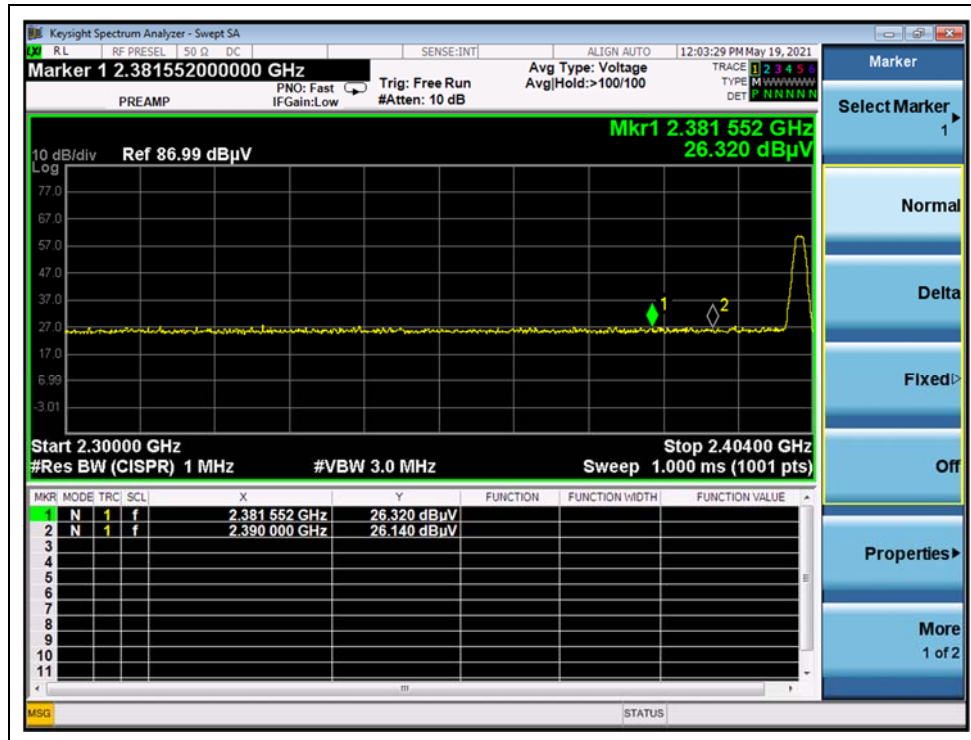 Keysight Spectrum Analyzer - Swept SA
LXI RL RF PRESEL 50 Ω DC SENSE:INT ALIGN AUTO 12:03:29 PM May 19, 2021
Marker 1 2.381552000000 GHz
PREAMP
PNO: Fast
IFGain:Low
Trig: Free Run
#Atten: 10 dB
Avg Type: Voltage
Avg|Hold:>100/100
TRACE 1 2 3 4 5 6
TYPE M W W W W W
DET P N N N N N
Mkr1 2.381 552 GHz
26.320 dBµV
10 dB/div Ref 86.99 dBµV
Log
77.0
67.0
57.0
47.0
37.0
27.0
17.0
6.99
-3.01
1
2
Start 2.30000 GHz Stop 2.40400 GHz
#Res BW (CISPR) 1 MHz #VBW 3.0 MHz Sweep 1.000 ms (1001 pts)
MKR MODE TRC SCL X Y FUNCTION FUNCTION WIDTH FUNCTION VALUE
1 N 1 f 2.381 552 GHz 26.320 dBµV
2 N 1 f 2.390 000 GHz 26.140 dBµV
3
4
5
6
7
8
9
10
11
MSG STATUS
Marker
Select Marker
1
Normal
Delta
Fixed
Off
Properties
More
1 of 2